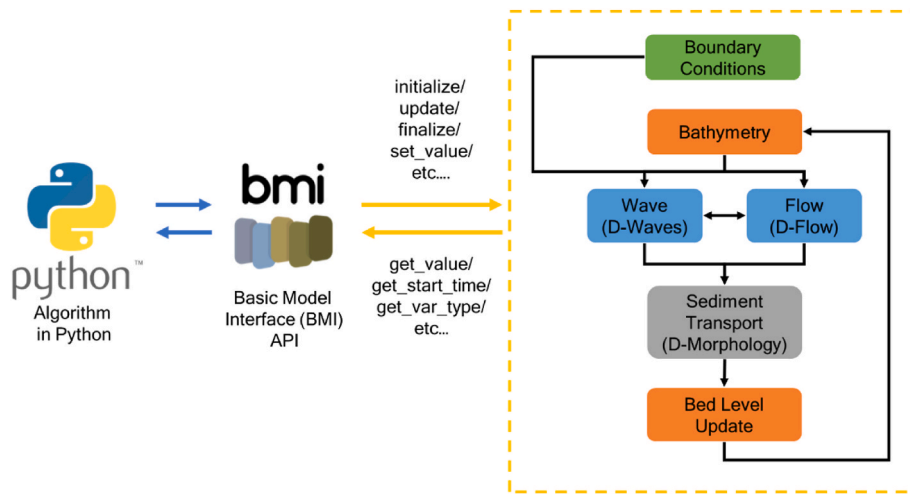 python™
Algorithm
in Python
bmi
Basic Model
Interface (BMI)
API
initialize/
update/
finalize/
set_value/
etc....
get_value/
get_start_time/
get_var_type/
etc...
Boundary
Conditions
Bathymetry
Wave
(D-Waves)
Flow
(D-Flow)
Sediment
Transport
(D-Morphology)
Bed Level
Update